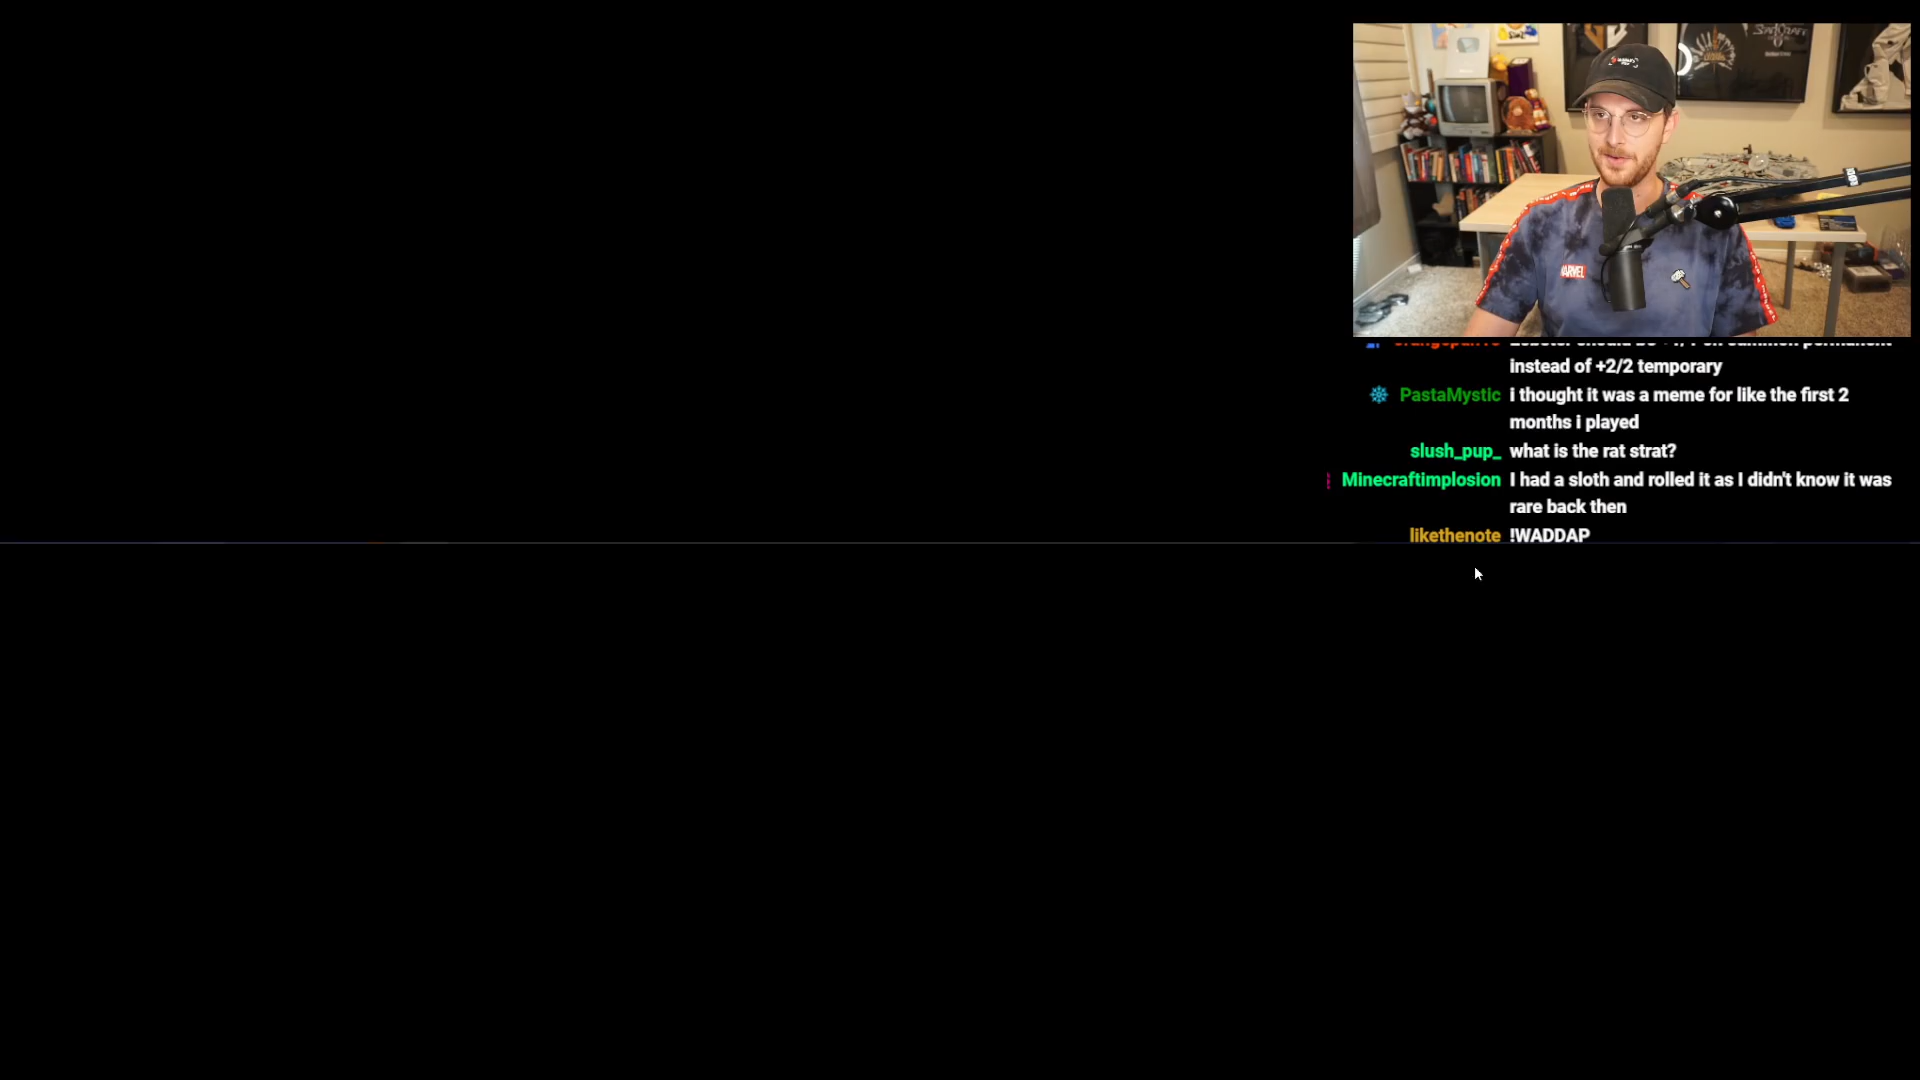 instead of +2/2 temporary
PastaMystic i thought it was a meme for like the first 2
months i played
slush_pup_ what is the rat strat?
Minecraftimplosion I had a sloth and rolled it as I didn't know it was
rare back then
likethenote !WADDAP